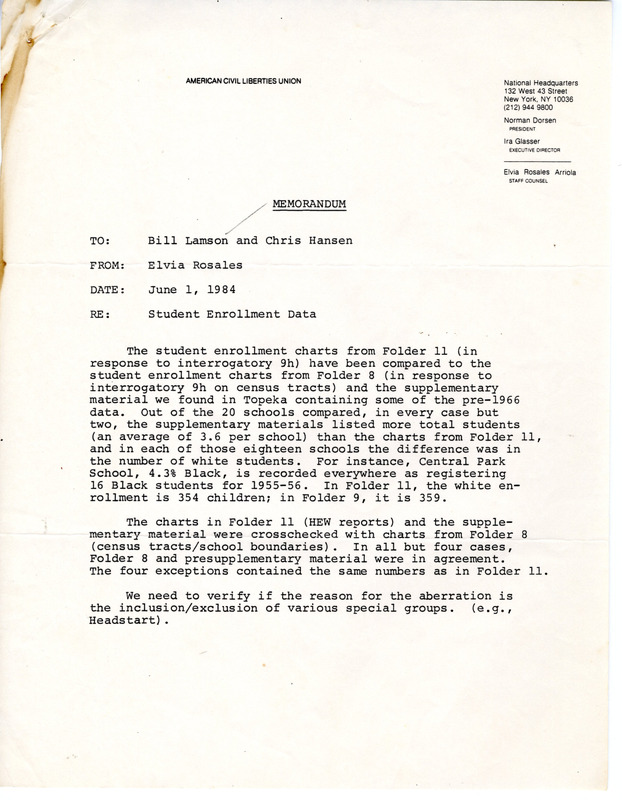 AMERICAN CIVIL LIBERTIES UNION
National Headquarters
132 West 43 Street
New York, NY 10036
(212) 944 9800
Norman Dorsen
PRESIDENT
Ira Glasser
EXECUTIVE DIRECTOR
Elvia Rosales Arriola
STAFF COUNSEL
MEMORANDUM
TO: Bill Lamson and Chris Hansen
FROM: Elvia Rosales
DATE: June 1, 1984
RE: Student Enrollment Data
The student enrollment charts from Folder 11 (in
response to interrogatory 9h) have been compared to the
student enrollment charts from Folder 8 (in response to
interrogatory 9h on census tracts) and the supplementary
material we found in Topeka containing some of the pre-1966
data. Out of the 20 schools compared, in every case but
two, the supplementary materials listed more total students
(an average of 3.6 per school) than the charts from Folder 11,
and in each of those eighteen schools the difference was in
the number of white students. For instance, Central Park
School, 4.3% Black, is recorded everywhere as registering
16 Black students for 1955-56. In Folder 11, the white en-
rollment is 354 children; in Folder 9, it is 359.
The charts in Folder 11 (HEW reports) and the supple-
mentary material were crosschecked with charts from Folder 8
(census tracts/school boundaries). In all but four cases,
Folder 8 and presupplementary material were in agreement.
The four exceptions contained the same numbers as in Folder 11.
We need to verify if the reason for the aberration is
the inclusion/exclusion of various special groups. (e.g.,
Headstart).